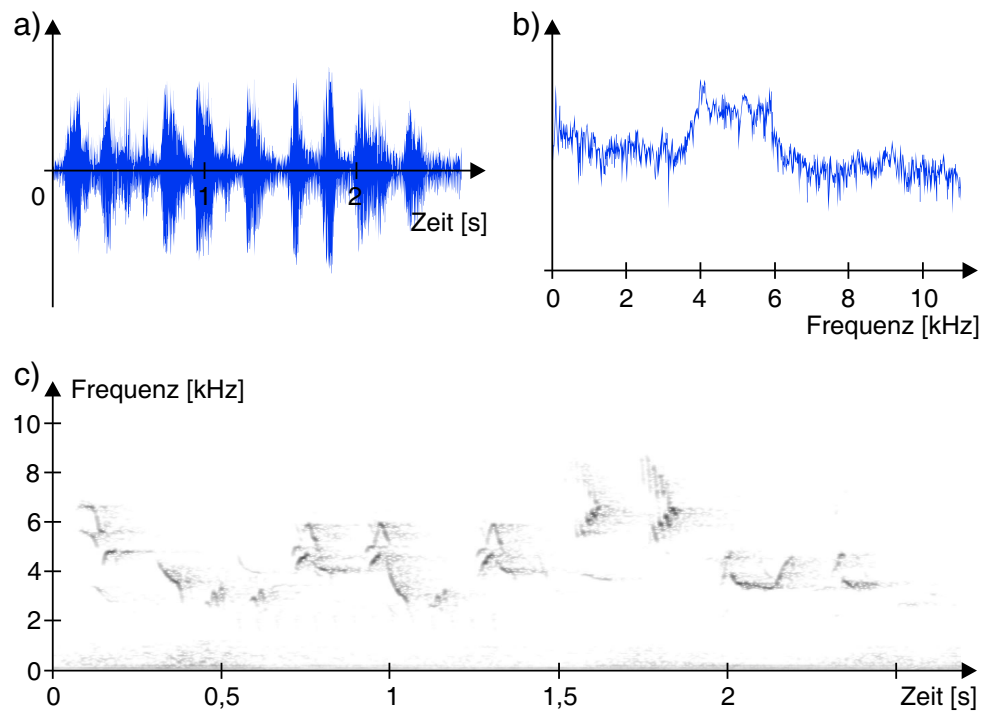 a)
0
1
2
Zeit [s]
b)
0 2 4 6 8 10
Frequenz [kHz]
c)
Frequenz [kHz]
10
8
6
4
2
0
0 0,5 1 1,5 2 Zeit [s]